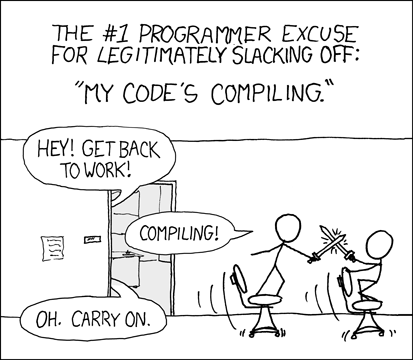 THE #1 PROGRAMMER EXCUSE
FOR LEGITIMATELY SLACKING OFF:
"MY CODE'S COMPILING."
HEY! GET BACK
TO WORK!
COMPILING!
OH. CARRY ON.